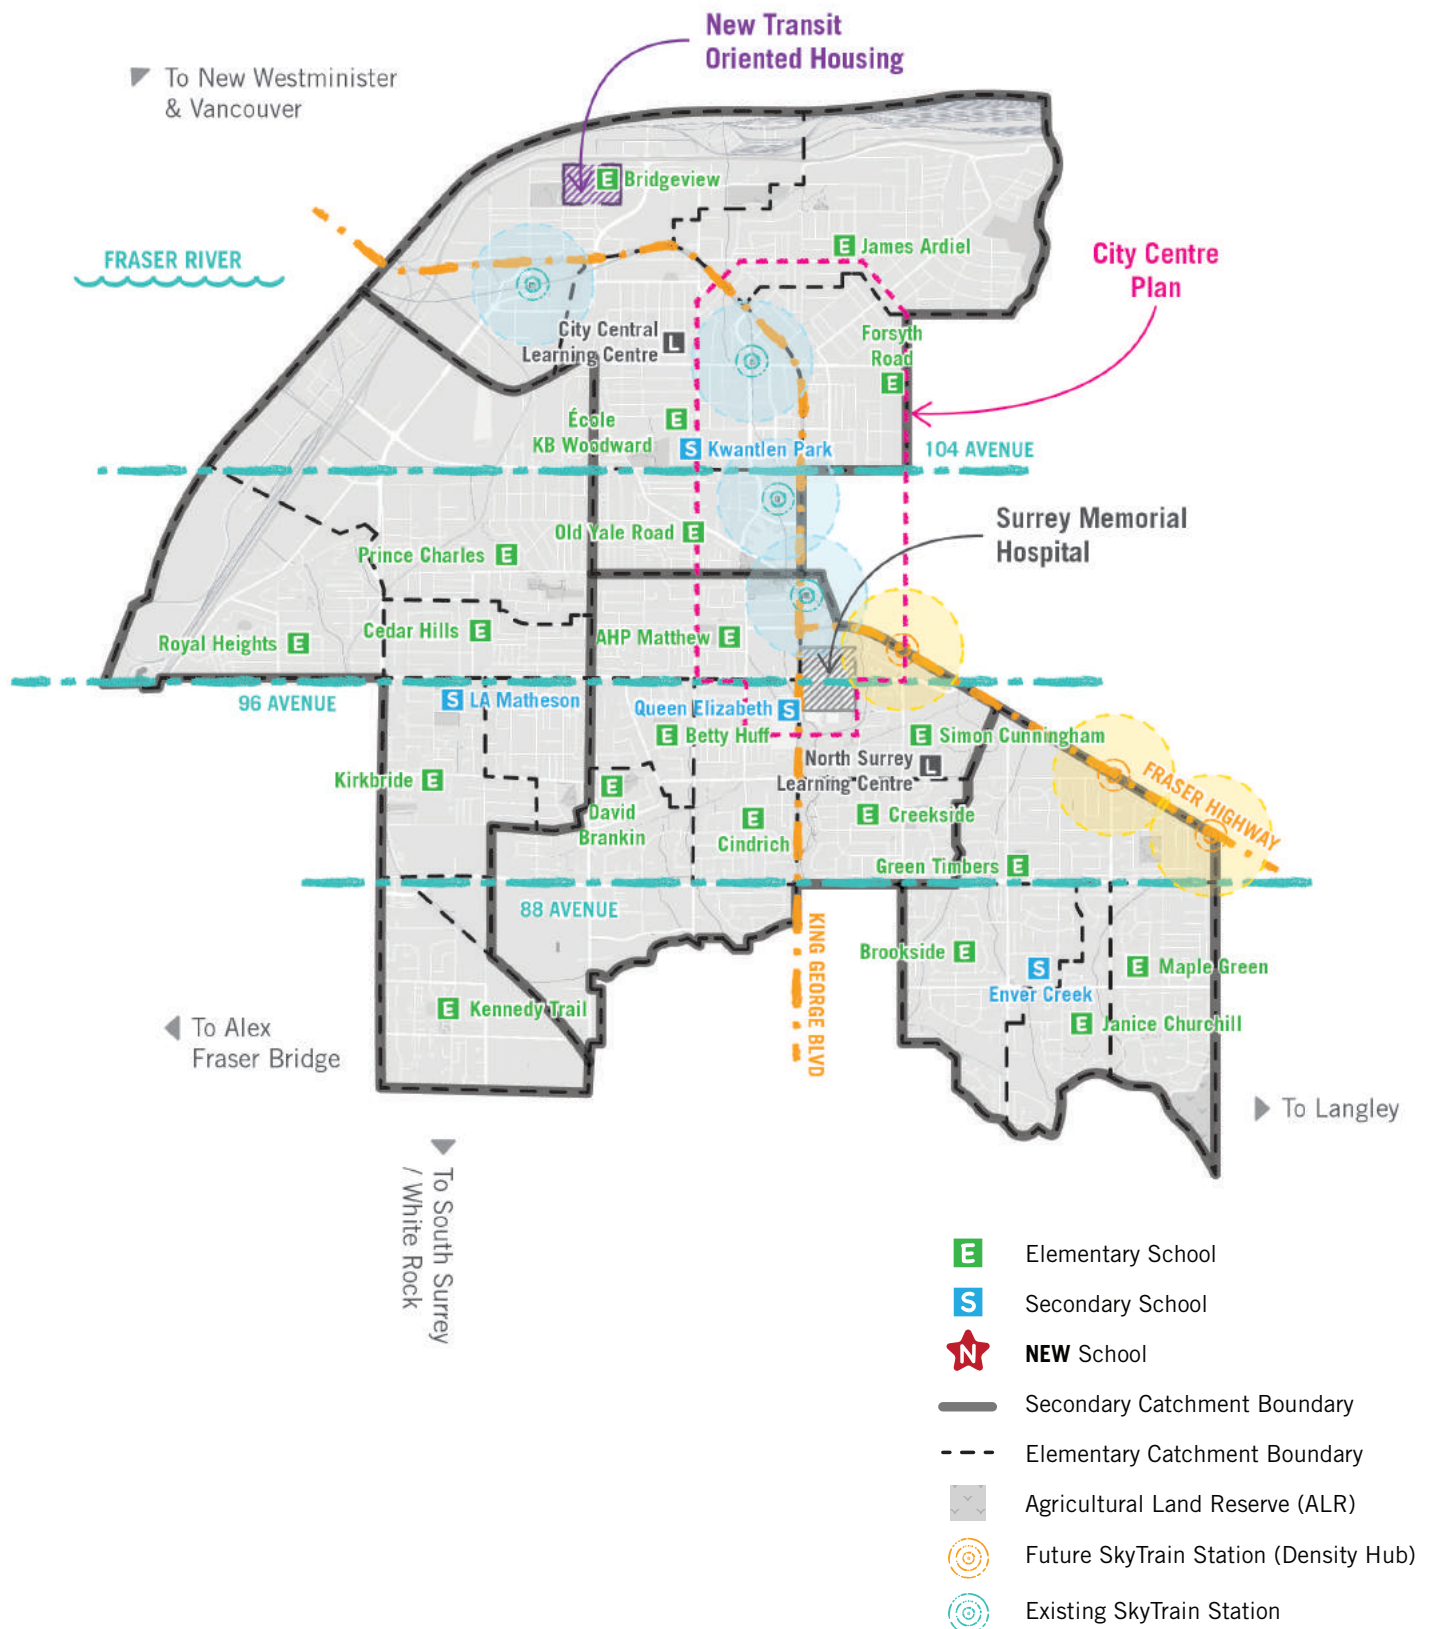 New Transit
Oriented Housing
To New Westminister
& Vancouver
E Bridgeview
E James Ardiel
FRASER RIVER
City Centre
Plan
City Central
Learning Centre L
Forsyth
Road
E
École
KB Woodward
E
S Kwantlen Park
104 AVENUE
Surrey Memorial
Hospital
Old Yale Road E
Prince Charles E
Cedar Hills E
AHP Matthew E
Royal Heights E
96 AVENUE
S LA Matheson
Queen Elizabeth S
E Betty Huff
E Simon Cunningham
North Surrey
Learning Centre
L
Kirkbride E
E
David
Brankin
E
Cindrich
E Creekside
FRASER HIGHWAY
Green Timbers E
88 AVENUE
KING GEORGE BLVD
Brookside E
S
Enver Creek
E Maple Green
E Janice Churchill
E Kennedy Trail
To Alex
Fraser Bridge
To Langley
To South Surrey
/ White Rock
E Elementary School
S Secondary School
N NEW School
Secondary Catchment Boundary
Elementary Catchment Boundary
Agricultural Land Reserve (ALR)
Future SkyTrain Station (Density Hub)
Existing SkyTrain Station